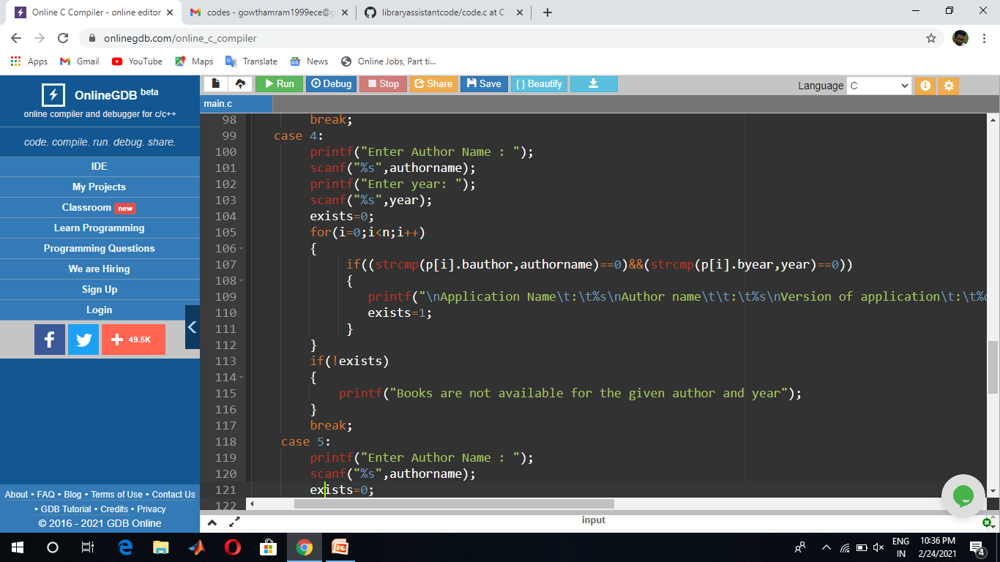 Online C Compiler - online editor
codes - gowthamram1999ece@g
libraryassistantcode/code.c at C
onlinegdb.com/online_c_compiler
Apps
Gmail
YouTube
Maps
Translate
News
Online Jobs, Part ti...
OnlineGDB beta
online compiler and debugger for c/c++
code. compile. run. debug. share.
IDE
My Projects
Classroom new
Learn Programming
Programming Questions
We are Hiring
Sign Up
Login
49.5K
About • FAQ • Blog • Terms of Use • Contact Us
• GDB Tutorial • Credits • Privacy
© 2016 - 2021 GDB Online
Run
Debug
Stop
Share
Save
{ } Beautify
Language C
main.c
98 break;
99 case 4:
100 printf("Enter Author Name : ");
101 scanf("%s",authorname);
102 printf("Enter year: ");
103 scanf("%s",year);
104 exists=0;
105 for(i=0;i<n;i++)
106 {
107 if((strcmp(p[i].bauthor,authorname)==0)&&(strcmp(p[i].byear,year)==0))
108 {
109 printf("\nApplication Name\t:\t%s\nAuthor name\t\t:\t%s\nVersion of application\t:\t%
110 exists=1;
111 }
112 }
113 if(!exists)
114 {
115 printf("Books are not available for the given author and year");
116 }
117 break;
118 case 5:
119 printf("Enter Author Name : ");
120 scanf("%s",authorname);
121 exists=0;
122
input
ENG
IN
10:36 PM
2/24/2021
4